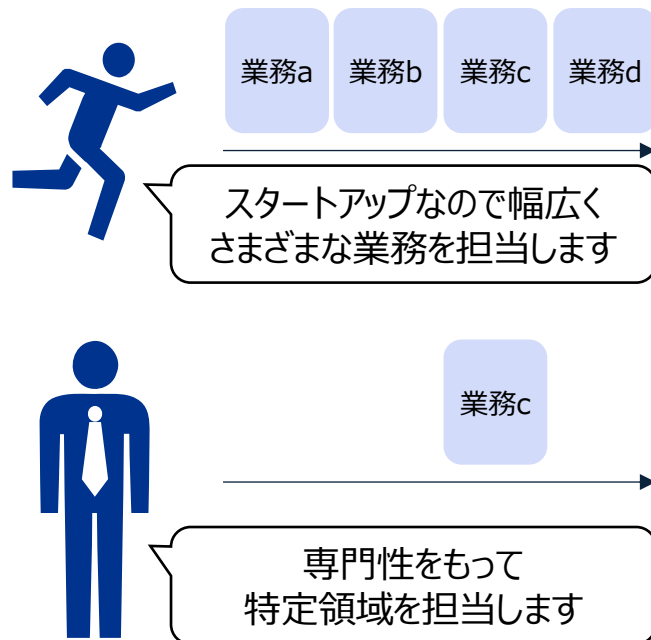 業務a 業務b 業務c 業務d
スタートアップなので幅広く
さまざまな業務を担当します
業務c
専門性をもって
特定領域を担当します